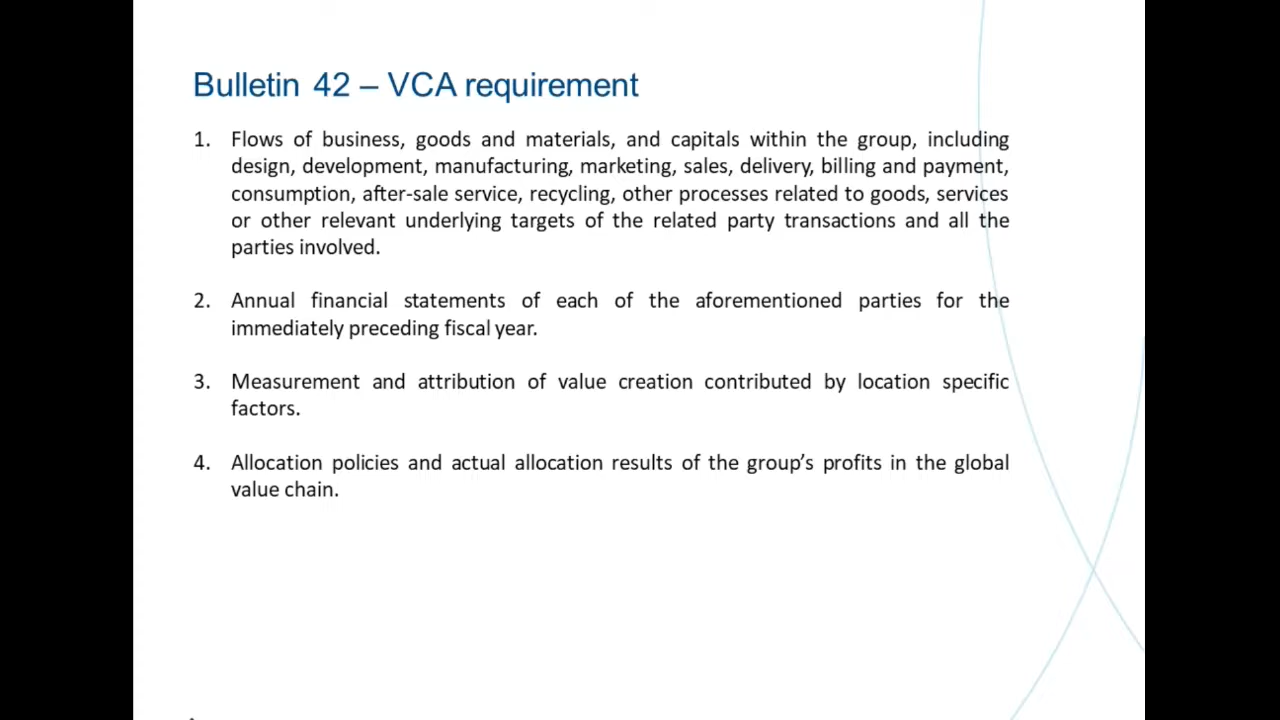 Bulletin 42 – VCA requirement
1. Flows of business, goods and materials, and capitals within the group, including
design, development, manufacturing, marketing, sales, delivery, billing and payment,
consumption, after-sale service, recycling, other processes related to goods, services
or other relevant underlying targets of the related party transactions and all the
parties involved.
2. Annual financial statements of each of the aforementioned parties for the
immediately preceding fiscal year.
3. Measurement and attribution of value creation contributed by location specific
factors.
4. Allocation policies and actual allocation results of the group’s profits in the global
value chain.